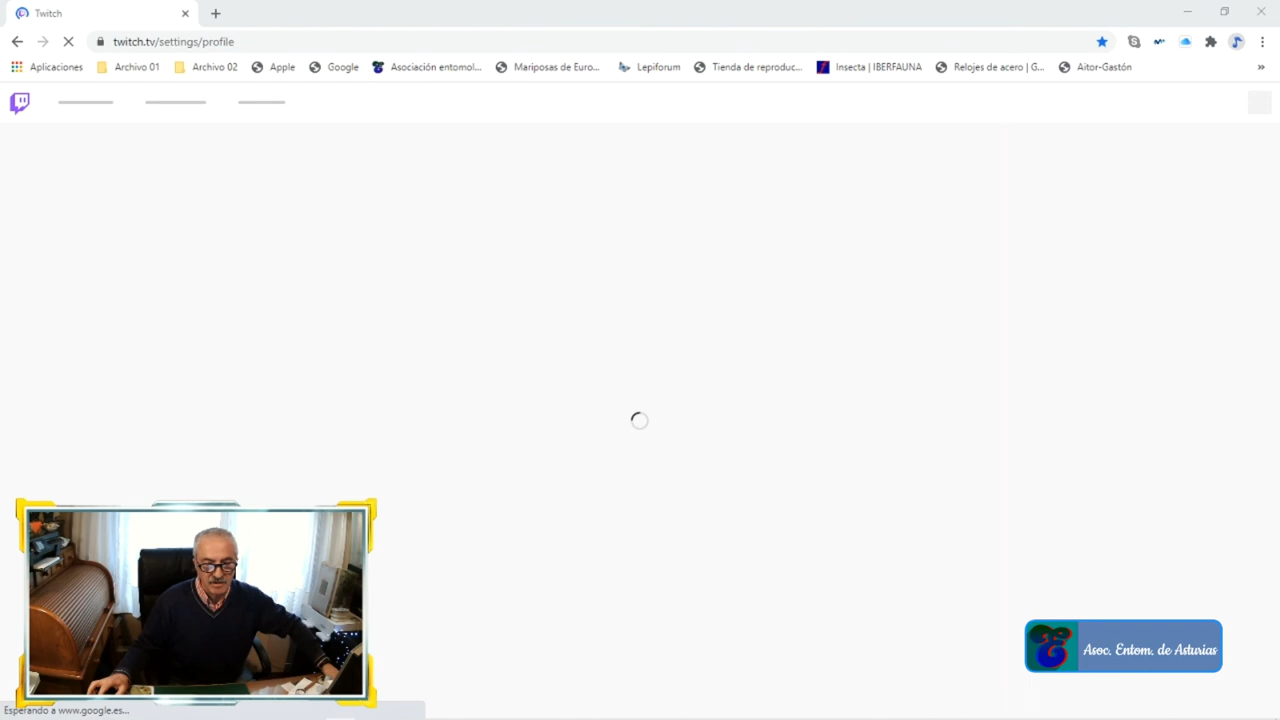 Twitch
twitch.tv/settings/profile
Aplicaciones Archivo 01 Archivo 02 Apple Google Asociación entomol... Mariposas de Euro... Lepiforum Tienda de reproduc... Insecta | IBERFAUNA Relojes de acero | G... Aitor-Gastón »
Asoc. Entom. de Asturias
Esperando a www.google.es...